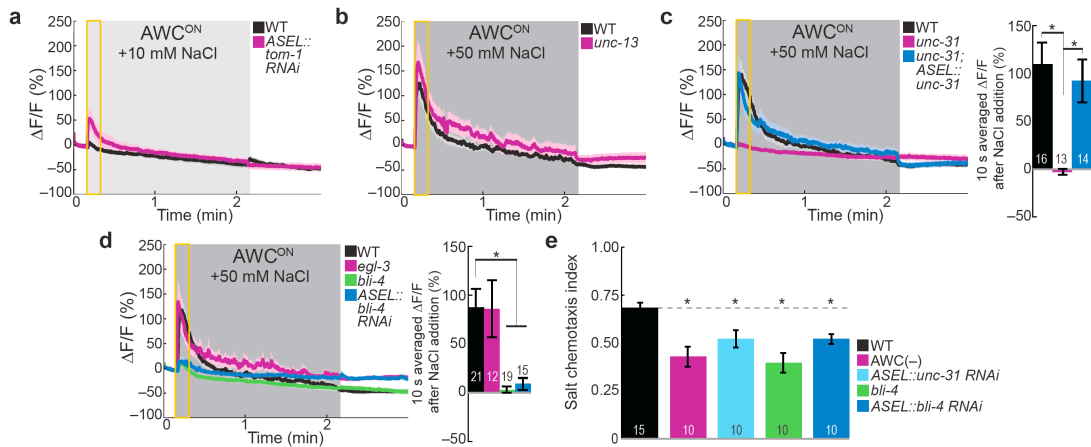 a
AWC^ON
+10 mM NaCl
WT
ASEL::
tom-1
RNAi
ΔF/F (%)
250
200
150
100
50
0
−50
−100
0
1
2
Time (min)
b
AWC^ON
+50 mM NaCl
WT
unc-13
ΔF/F (%)
250
200
150
100
50
0
−50
−100
0
1
2
Time (min)
c
AWC^ON
+50 mM NaCl
WT
unc-31
unc-31;
ASEL::
unc-31
ΔF/F (%)
250
200
150
100
50
0
−50
−100
0
1
2
Time (min)
10 s averaged ΔF/F
after NaCl addition (%)
150
100
50
0
−50
* *
16 13 14
d
AWC^ON
+50 mM NaCl
WT
egl-3
bli-4
ASEL::
bli-4
RNAi
ΔF/F (%)
250
200
150
100
50
0
−50
−100
0
1
2
Time (min)
10 s averaged ΔF/F
after NaCl addition (%)
150
100
50
0
−50
*
21 12 19 15
e
Salt chemotaxis index
1.00
0.75
0.50
0.25
0
* * * *
15 10 10 10 10
WT
AWC(−)
ASEL::unc-31 RNAi
bli-4
ASEL::bli-4 RNAi